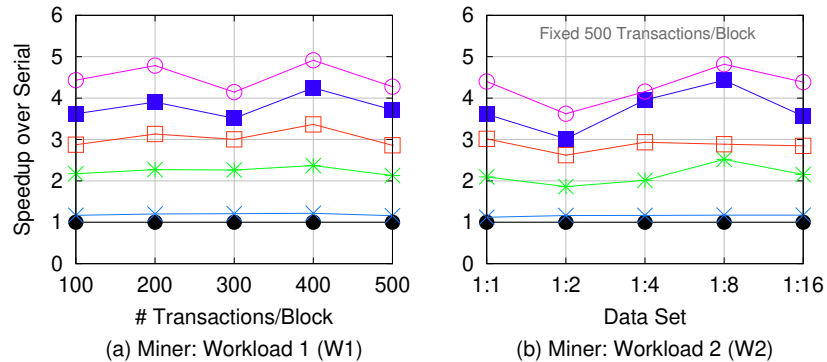 Speedup over Serial
6
5
4
3
2
1
0
100 200 300 400 500
# Transactions/Block
(a) Miner: Workload 1 (W1)
Fixed 500 Transactions/Block
6
5
4
3
2
1
0
1:1 1:2 1:4 1:8 1:16
Data Set
(b) Miner: Workload 2 (W2)